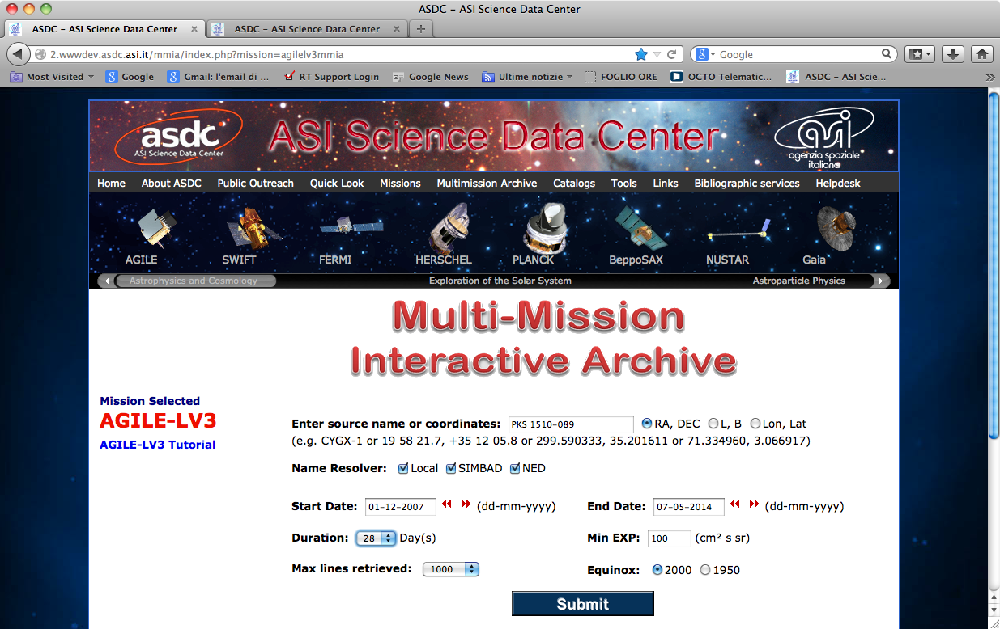 ASDC – ASI Science Data Center
ASDC – ASI Science Data Center
ASDC – ASI Science Data Center
2.wwwdev.asdc.asi.it/mmia/index.php?mission=agilelv3mmia
Google
Most Visited
Google
Gmail: l'email di ...
RT Support Login
Google News
Ultime notizie
FOGLIO ORE
OCTO Telematic...
ASDC – ASI Scie...
asdc
ASI Science Data Center
ASI Science Data Center
asi
agenzia spaziale
italiana
Home About ASDC Public Outreach Quick Look Missions Multimission Archive Catalogs Tools Links Bibliographic services Helpdesk
AGILE SWIFT FERMI HERSCHEL PLANCK BeppoSAX NUSTAR Gaia
Astrophysics and Cosmology Exploration of the Solar System Astroparticle Physics
Multi-Mission
Interactive Archive
Mission Selected
AGILE-LV3
AGILE-LV3 Tutorial
Enter source name or coordinates: PKS 1510-089 RA, DEC L, B Lon, Lat
(e.g. CYGX-1 or 19 58 21.7, +35 12 05.8 or 299.590333, 35.201611 or 71.334960, 3.066917)
Name Resolver: Local SIMBAD NED
Start Date: 01-12-2007 (dd-mm-yyyy) End Date: 07-05-2014 (dd-mm-yyyy)
Duration: 28 Day(s) Min EXP: 100 (cm² s sr)
Max lines retrieved: 1000 Equinox: 2000 1950
Submit